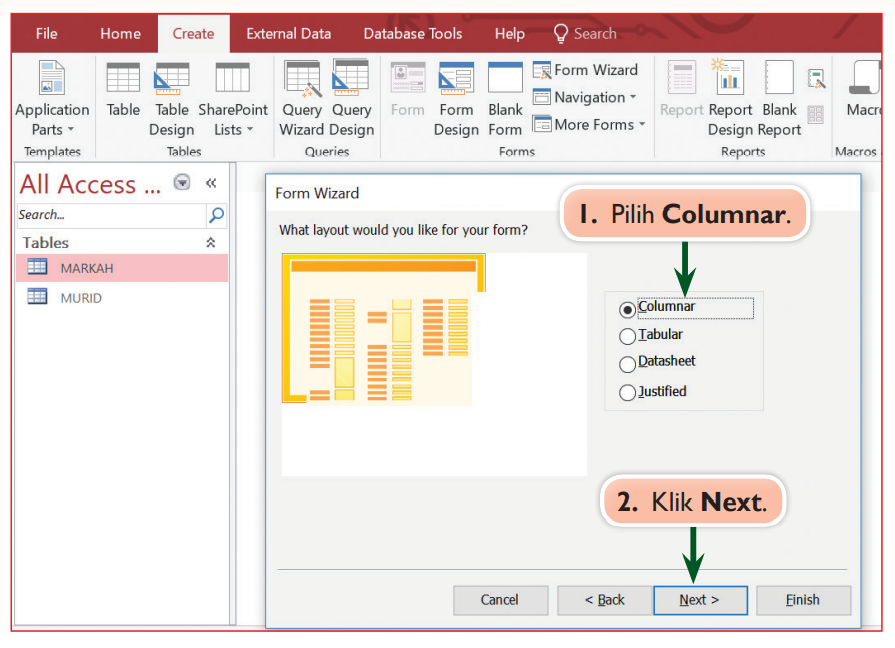 File Home Create External Data Database Tools Help Search
Application Parts
Templates
Table
Table Design
SharePoint Lists
Tables
Query Wizard
Query Design
Queries
Form
Form Design
Blank Form
Form Wizard
Navigation
More Forms
Forms
Report
Report Design
Blank Report
Reports
Macro
Macros
All Access ...
Search...
Tables
MARKAH
MURID
Form Wizard
1. Pilih Columnar.
What layout would you like for your form?
Columnar
Tabular
Datasheet
Justified
2. Klik Next.
Cancel < Back Next > Finish